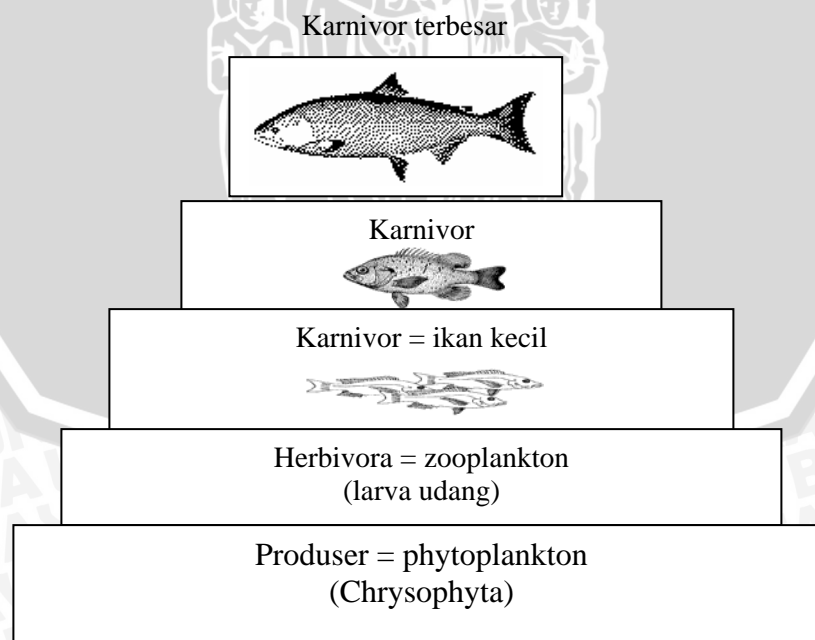 Karnivor terbesar
Karnivor
Karnivor = ikan kecil
Herbivora = zooplankton
(larva udang)
Produser = phytoplankton
(Chrysophyta)